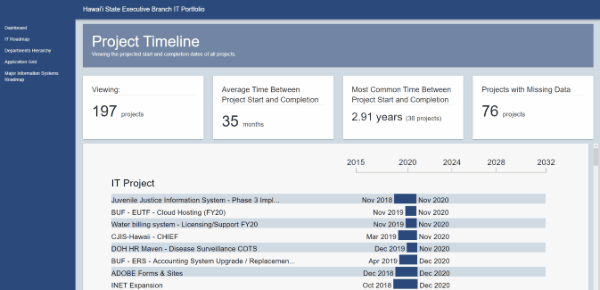 Hawai'i State Executive Branch IT Portfolio
Dashboard
IT Roadmap
Departments Hierarchy
Application Grid
Major Information Systems
Roadmap
Project Timeline
Viewing the projected start and completion dates of all projects.
Viewing:
197 projects
Average Time Between
Project Start and Completion
35 months
Most Common Time Between
Project Start and Completion
2.91 years (36 projects)
Projects with Missing Data
76 projects
2015 2020 2024 2028 2032
IT Project
Juvenile Justice Information System - Phase 3 Impl... Nov 2018 Nov 2020
BUF - EUTF - Cloud Hosting (FY20) Nov 2019 Nov 2020
Water billing system - Licensing/Support FY20 Nov 2019 Nov 2020
CJIS-Hawaii - CHIEF Mar 2019 Nov 2020
DOH HR Maven - Disease Surveillance COTS Dec 2019 Nov 2020
BUF - ERS - Accounting System Upgrade / Replacemen... Apr 2019 Dec 2020
ADOBE Forms & Sites Dec 2018 Dec 2020
INET Expansion Oct 2018 Dec 2020